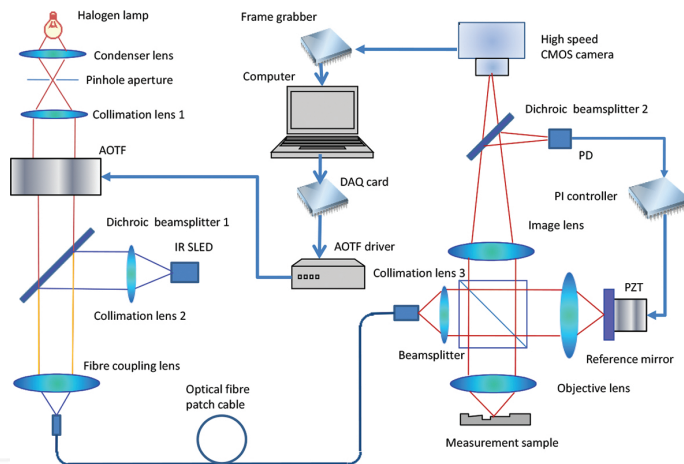 Halogen lamp
Condenser lens
Pinhole aperture
Collimation lens 1
AOTF
Dichroic beamsplitter 1
IR SLED
Collimation lens 2
Fibre coupling lens
Optical fibre
patch cable
Frame grabber
Computer
DAQ card
AOTF driver
High speed
CMOS camera
Dichroic beamsplitter 2
PD
PI controller
Image lens
Collimation lens 3
PZT
Beamsplitter
Reference mirror
Objective lens
Measurement sample